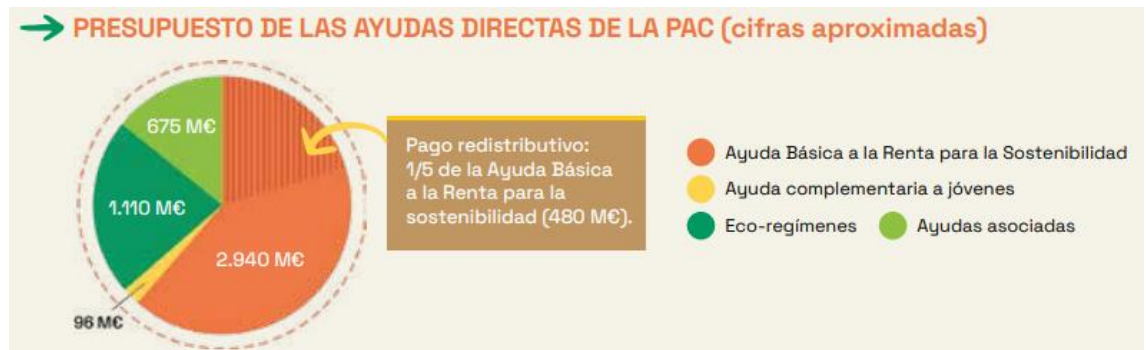 PRESUPUESTO DE LAS AYUDAS DIRECTAS DE LA PAC (cifras aproximadas)
675 M€
1.110 M€
2.940 M€
96 M€
Pago redistributivo:
1/5 de la Ayuda Básica
a la Renta para la
sostenibilidad (480 M€).
Ayuda Básica a la Renta para la Sostenibilidad
Ayuda complementaria a jóvenes
Eco-regímenes Ayudas asociadas